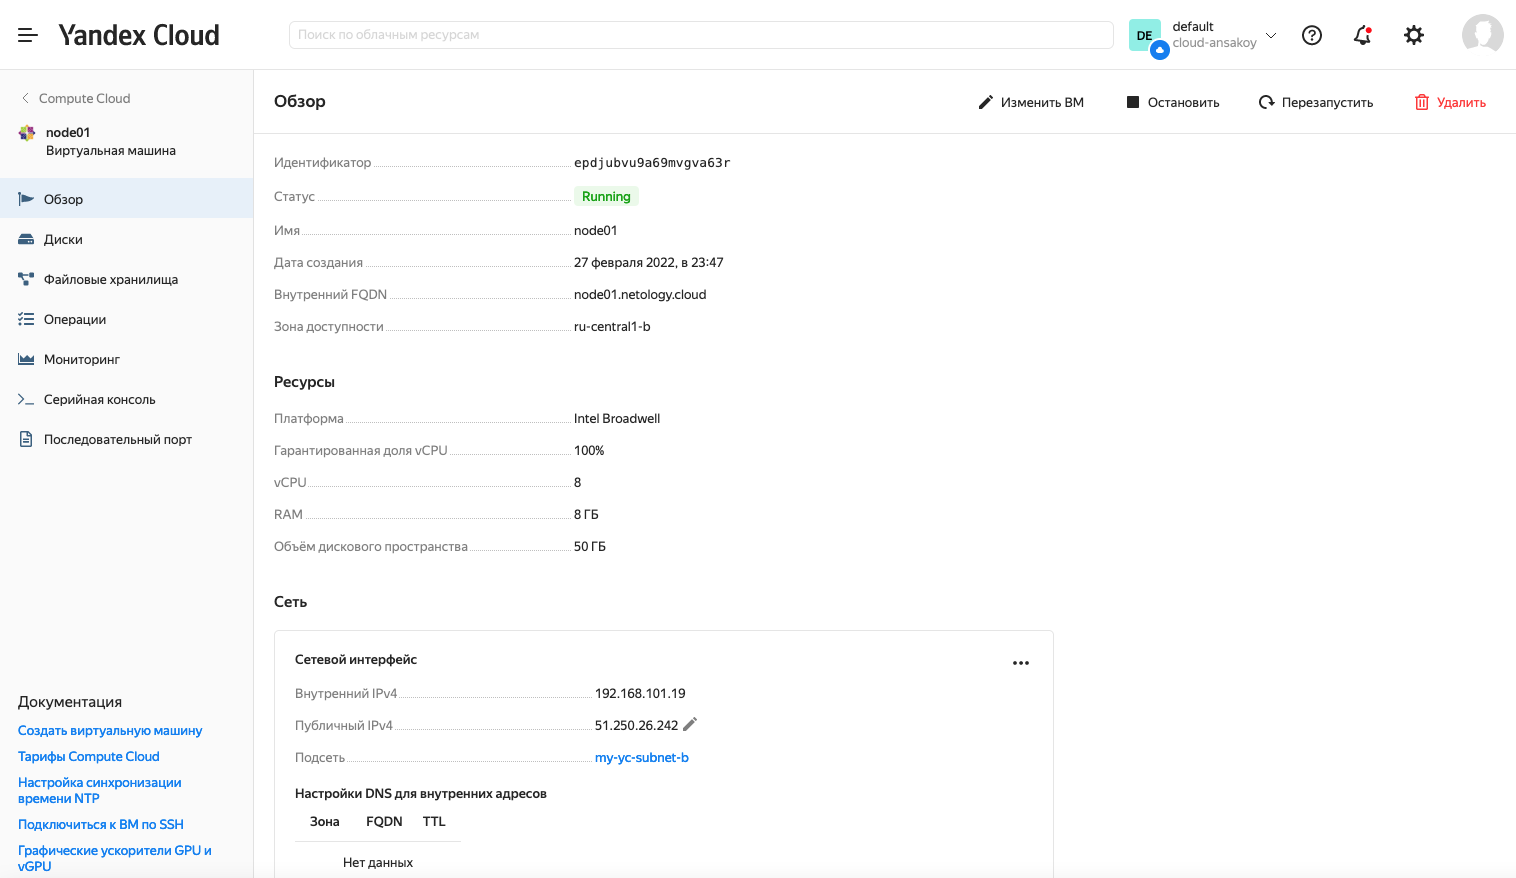 Yandex Cloud
Поиск по облачным ресурсам
DE
default
cloud-ansakoy
Compute Cloud
node01
Виртуальная машина
Обзор
Диски
Файловые хранилища
Операции
Мониторинг
Серийная консоль
Последовательный порт
Документация
Создать виртуальную машину
Тарифы Compute Cloud
Настройка синхронизации
времени NTP
Подключиться к ВМ по SSH
Графические ускорители GPU и
vGPU
Обзор
Изменить ВМ
Остановить
Перезапустить
Удалить
Идентификатор epdjubvu9a69mvgva63r
Статус Running
Имя node01
Дата создания 27 февраля 2022, в 23:47
Внутренний FQDN node01.netology.cloud
Зона доступности ru-central1-b
Ресурсы
Платформа Intel Broadwell
Гарантированная доля vCPU 100%
vCPU 8
RAM 8 ГБ
Объём дискового пространства 50 ГБ
Сеть
Сетевой интерфейс
Внутренний IPv4 192.168.101.19
Публичный IPv4 51.250.26.242
Подсеть my-yc-subnet-b
Настройки DNS для внутренних адресов
Зона FQDN TTL
Нет данных